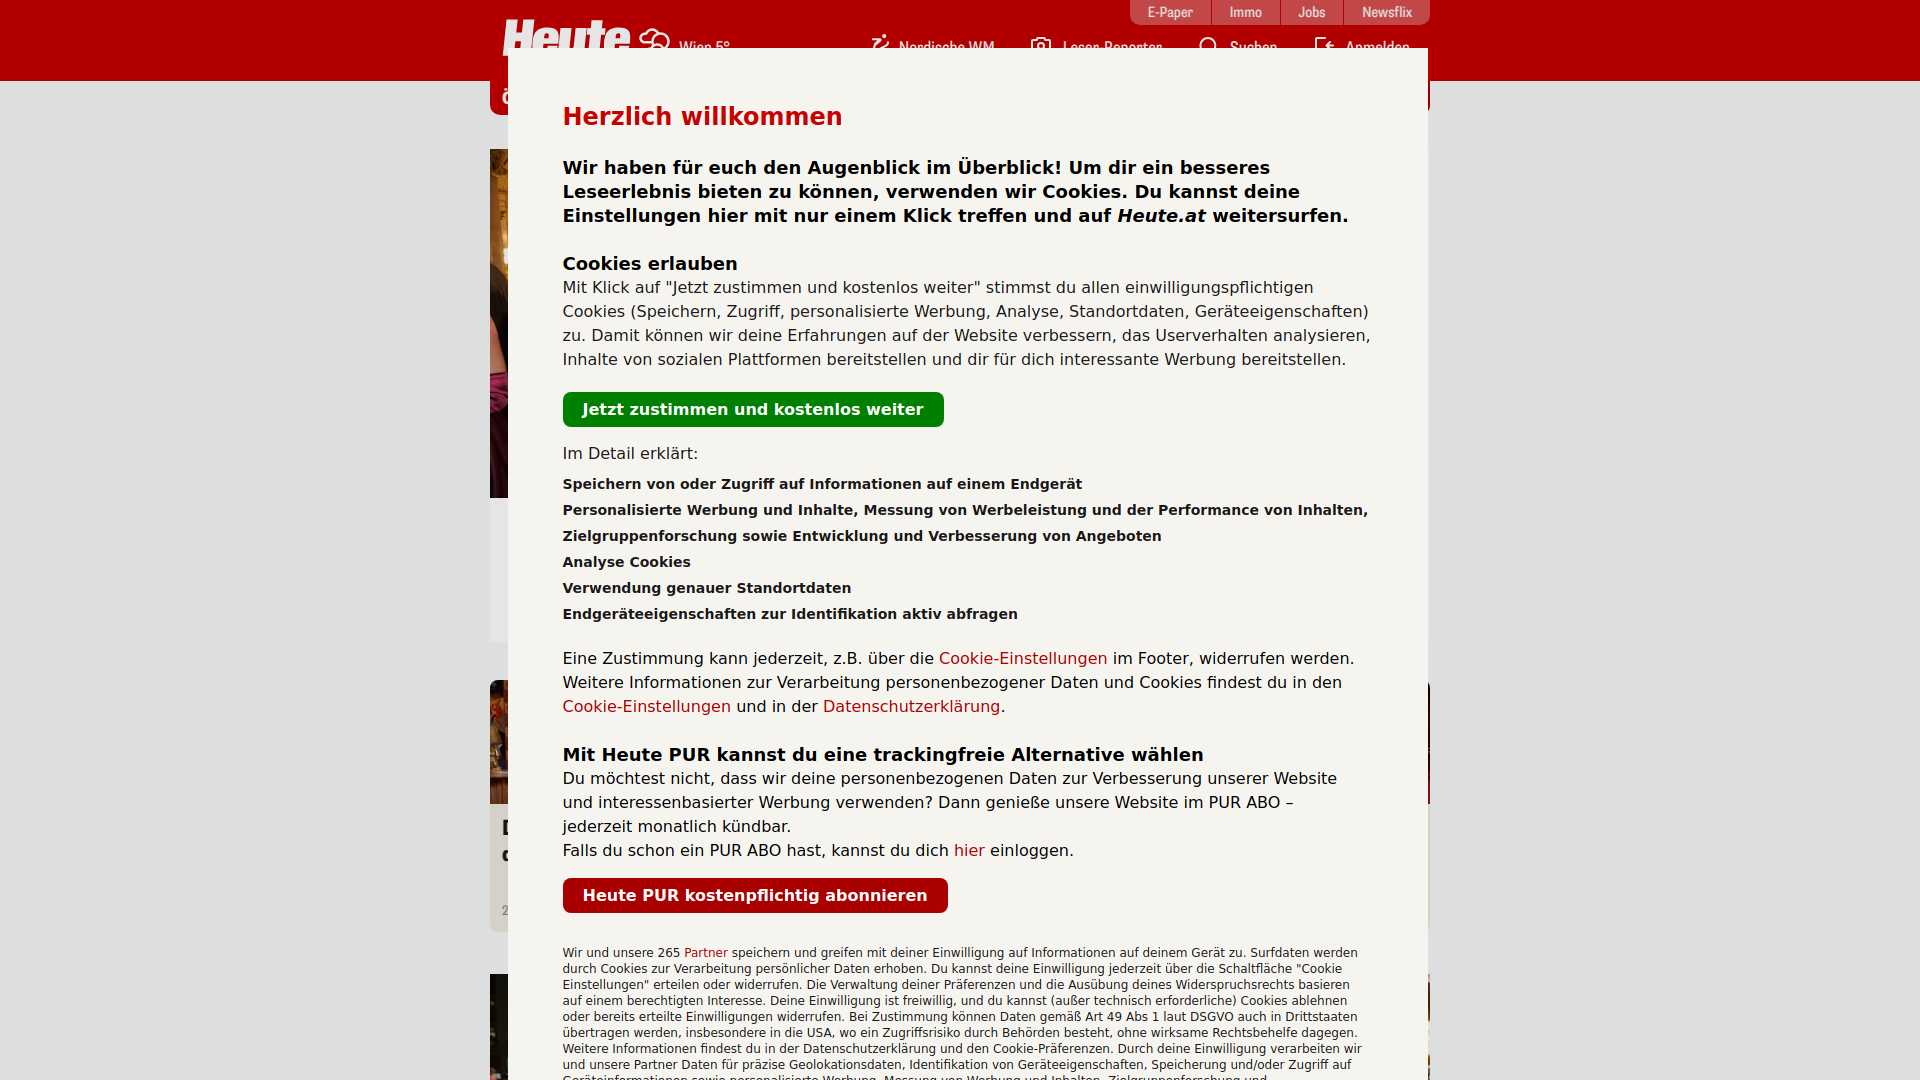 E-Paper
Immo
Jobs
Newsflix
Heute
Wien 5°
Nordische WM
Leser-Reporter
Suchen
Anmelden
Herzlich willkommen
Wir haben für euch den Augenblick im Überblick! Um dir ein besseres
Leseerlebnis bieten zu können, verwenden wir Cookies. Du kannst deine
Einstellungen hier mit nur einem Klick treffen und auf Heute.at weitersurfen.
Cookies erlauben
Mit Klick auf "Jetzt zustimmen und kostenlos weiter" stimmst du allen einwilligungspflichtigen
Cookies (Speichern, Zugriff, personalisierte Werbung, Analyse, Standortdaten, Geräteeigenschaften)
zu. Damit können wir deine Erfahrungen auf der Website verbessern, das Userverhalten analysieren,
Inhalte von sozialen Plattformen bereitstellen und dir für dich interessante Werbung bereitstellen.
Jetzt zustimmen und kostenlos weiter
Im Detail erklärt:
Speichern von oder Zugriff auf Informationen auf einem Endgerät
Personalisierte Werbung und Inhalte, Messung von Werbeleistung und der Performance von Inhalten,
Zielgruppenforschung sowie Entwicklung und Verbesserung von Angeboten
Analyse Cookies
Verwendung genauer Standortdaten
Endgeräteeigenschaften zur Identifikation aktiv abfragen
Eine Zustimmung kann jederzeit, z.B. über die Cookie-Einstellungen im Footer, widerrufen werden.
Weitere Informationen zur Verarbeitung personenbezogener Daten und Cookies findest du in den
Cookie-Einstellungen und in der Datenschutzerklärung.
Mit Heute PUR kannst du eine trackingfreie Alternative wählen
Du möchtest nicht, dass wir deine personenbezogenen Daten zur Verbesserung unserer Website
und interessenbasierter Werbung verwenden? Dann genieße unsere Website im PUR ABO –
jederzeit monatlich kündbar.
Falls du schon ein PUR ABO hast, kannst du dich hier einloggen.
Heute PUR kostenpflichtig abonnieren
Wir und unsere 265 Partner speichern und greifen mit deiner Einwilligung auf Informationen auf deinem Gerät zu. Surfdaten werden
durch Cookies zur Verarbeitung persönlicher Daten erhoben. Du kannst deine Einwilligung jederzeit über die Schaltfläche "Cookie
Einstellungen" erteilen oder widerrufen. Die Verwaltung deiner Präferenzen und die Ausübung deines Widerspruchsrechts basieren
auf einem berechtigten Interesse. Deine Einwilligung ist freiwillig, und du kannst (außer technisch erforderliche) Cookies ablehnen
oder bereits erteilte Einwilligungen widerrufen. Bei Zustimmung können Daten gemäß Art 49 Abs 1 laut DSGVO auch in Drittstaaten
übertragen werden, insbesondere in die USA, wo ein Zugriffsrisiko durch Behörden besteht, ohne wirksame Rechtsbehelfe dagegen.
Weitere Informationen findest du in der Datenschutzerklärung und den Cookie-Präferenzen. Durch deine Einwilligung verarbeiten wir
und unsere Partner Daten für präzise Geolokationsdaten, Identifikation von Geräteeigenschaften, Speicherung und/oder Zugriff auf
Geräteinformationen sowie personalisierte Werbung, Messung von Werbung und Inhalten, Zielgruppenforschung und